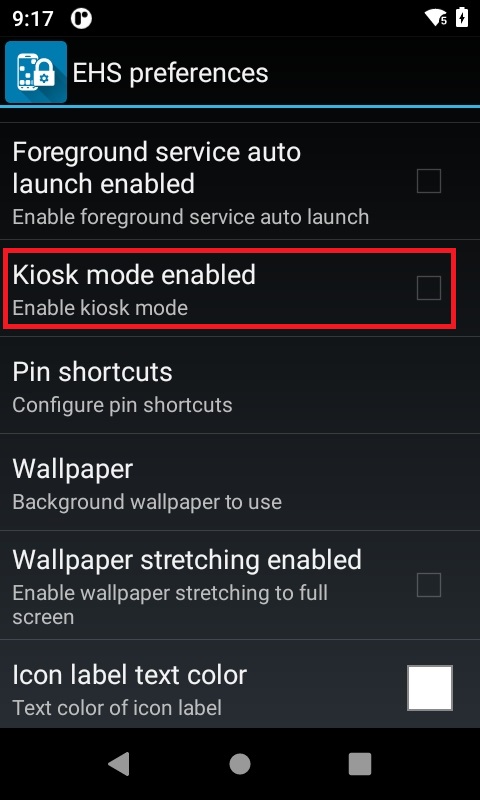 9:17
5
EHS preferences
Foreground service auto
launch enabled
Enable foreground service auto launch
Kiosk mode enabled
Enable kiosk mode
Pin shortcuts
Configure pin shortcuts
Wallpaper
Background wallpaper to use
Wallpaper stretching enabled
Enable wallpaper stretching to full
screen
Icon label text color
Text color of icon label